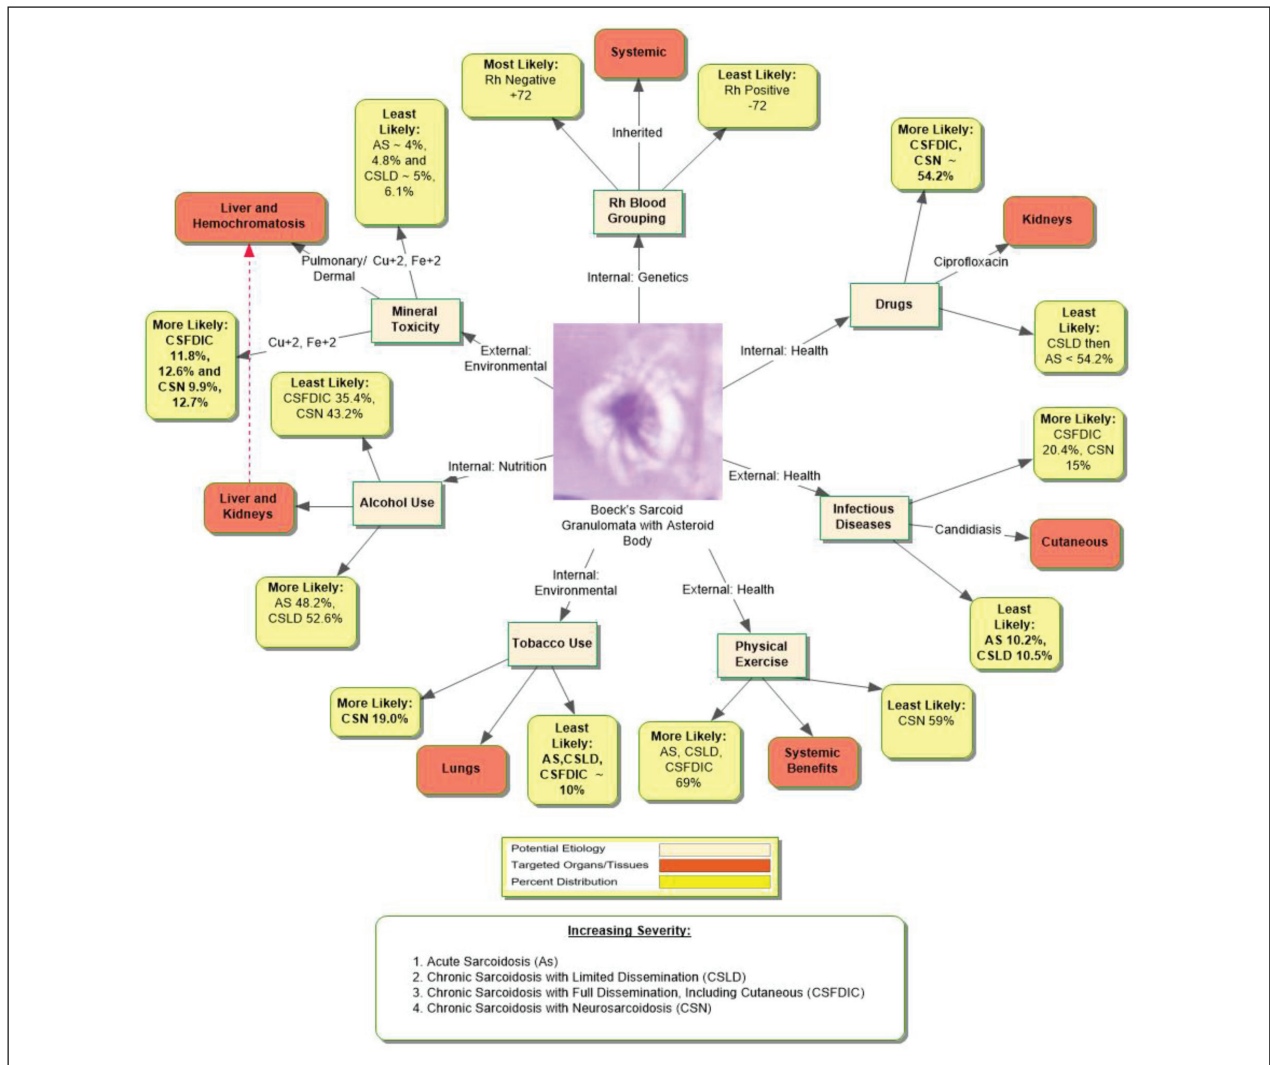 Systemic
Most Likely:
Rh Negative
+72
Least Likely:
Rh Positive
-72
Inherited
Rh Blood
Grouping
Internal: Genetics
Least
Likely:
AS ~ 4%,
4.8% and
CSLD ~ 5%,
6.1%
Liver and
Hemochromatosis
Pulmonary/
Dermal
Cu+2, Fe+2
Mineral
Toxicity
More Likely:
CSFDIC
11.8%,
12.6% and
CSN 9.9%,
12.7%
Cu+2, Fe+2
External:
Environmental
More Likely:
CSFDIC,
CSN ~
54.2%
Kidneys
Ciprofloxacin
Drugs
Internal: Health
Least
Likely:
CSLD then
AS < 54.2%
Least Likely:
CSFDIC 35.4%,
CSN 43.2%
Internal: Nutrition
Alcohol Use
Liver and
Kidneys
More Likely:
AS 48.2%,
CSLD 52.6%
Boeck's Sarcoid
Granulomata with Asteroid
Body
External: Health
Infectious
Diseases
More Likely:
CSFDIC
20.4%, CSN
15%
Candidiasis
Cutaneous
Least
Likely:
AS 10.2%,
CSLD 10.5%
Internal:
Environmental
Tobacco Use
More Likely:
CSN 19.0%
Lungs
Least
Likely:
AS,CSLD,
CSFDIC ~
10%
External: Health
Physical
Exercise
More Likely:
AS, CSLD,
CSFDIC
69%
Systemic
Benefits
Least Likely:
CSN 59%
Potential Etiology
Targeted Organs/Tissues
Percent Distribution
Increasing Severity:
1. Acute Sarcoidosis (As)
2. Chronic Sarcoidosis with Limited Dissemination (CSLD)
3. Chronic Sarcoidosis with Full Dissemination, Including Cutaneous (CSFDIC)
4. Chronic Sarcoidosis with Neurosarcoidosis (CSN)